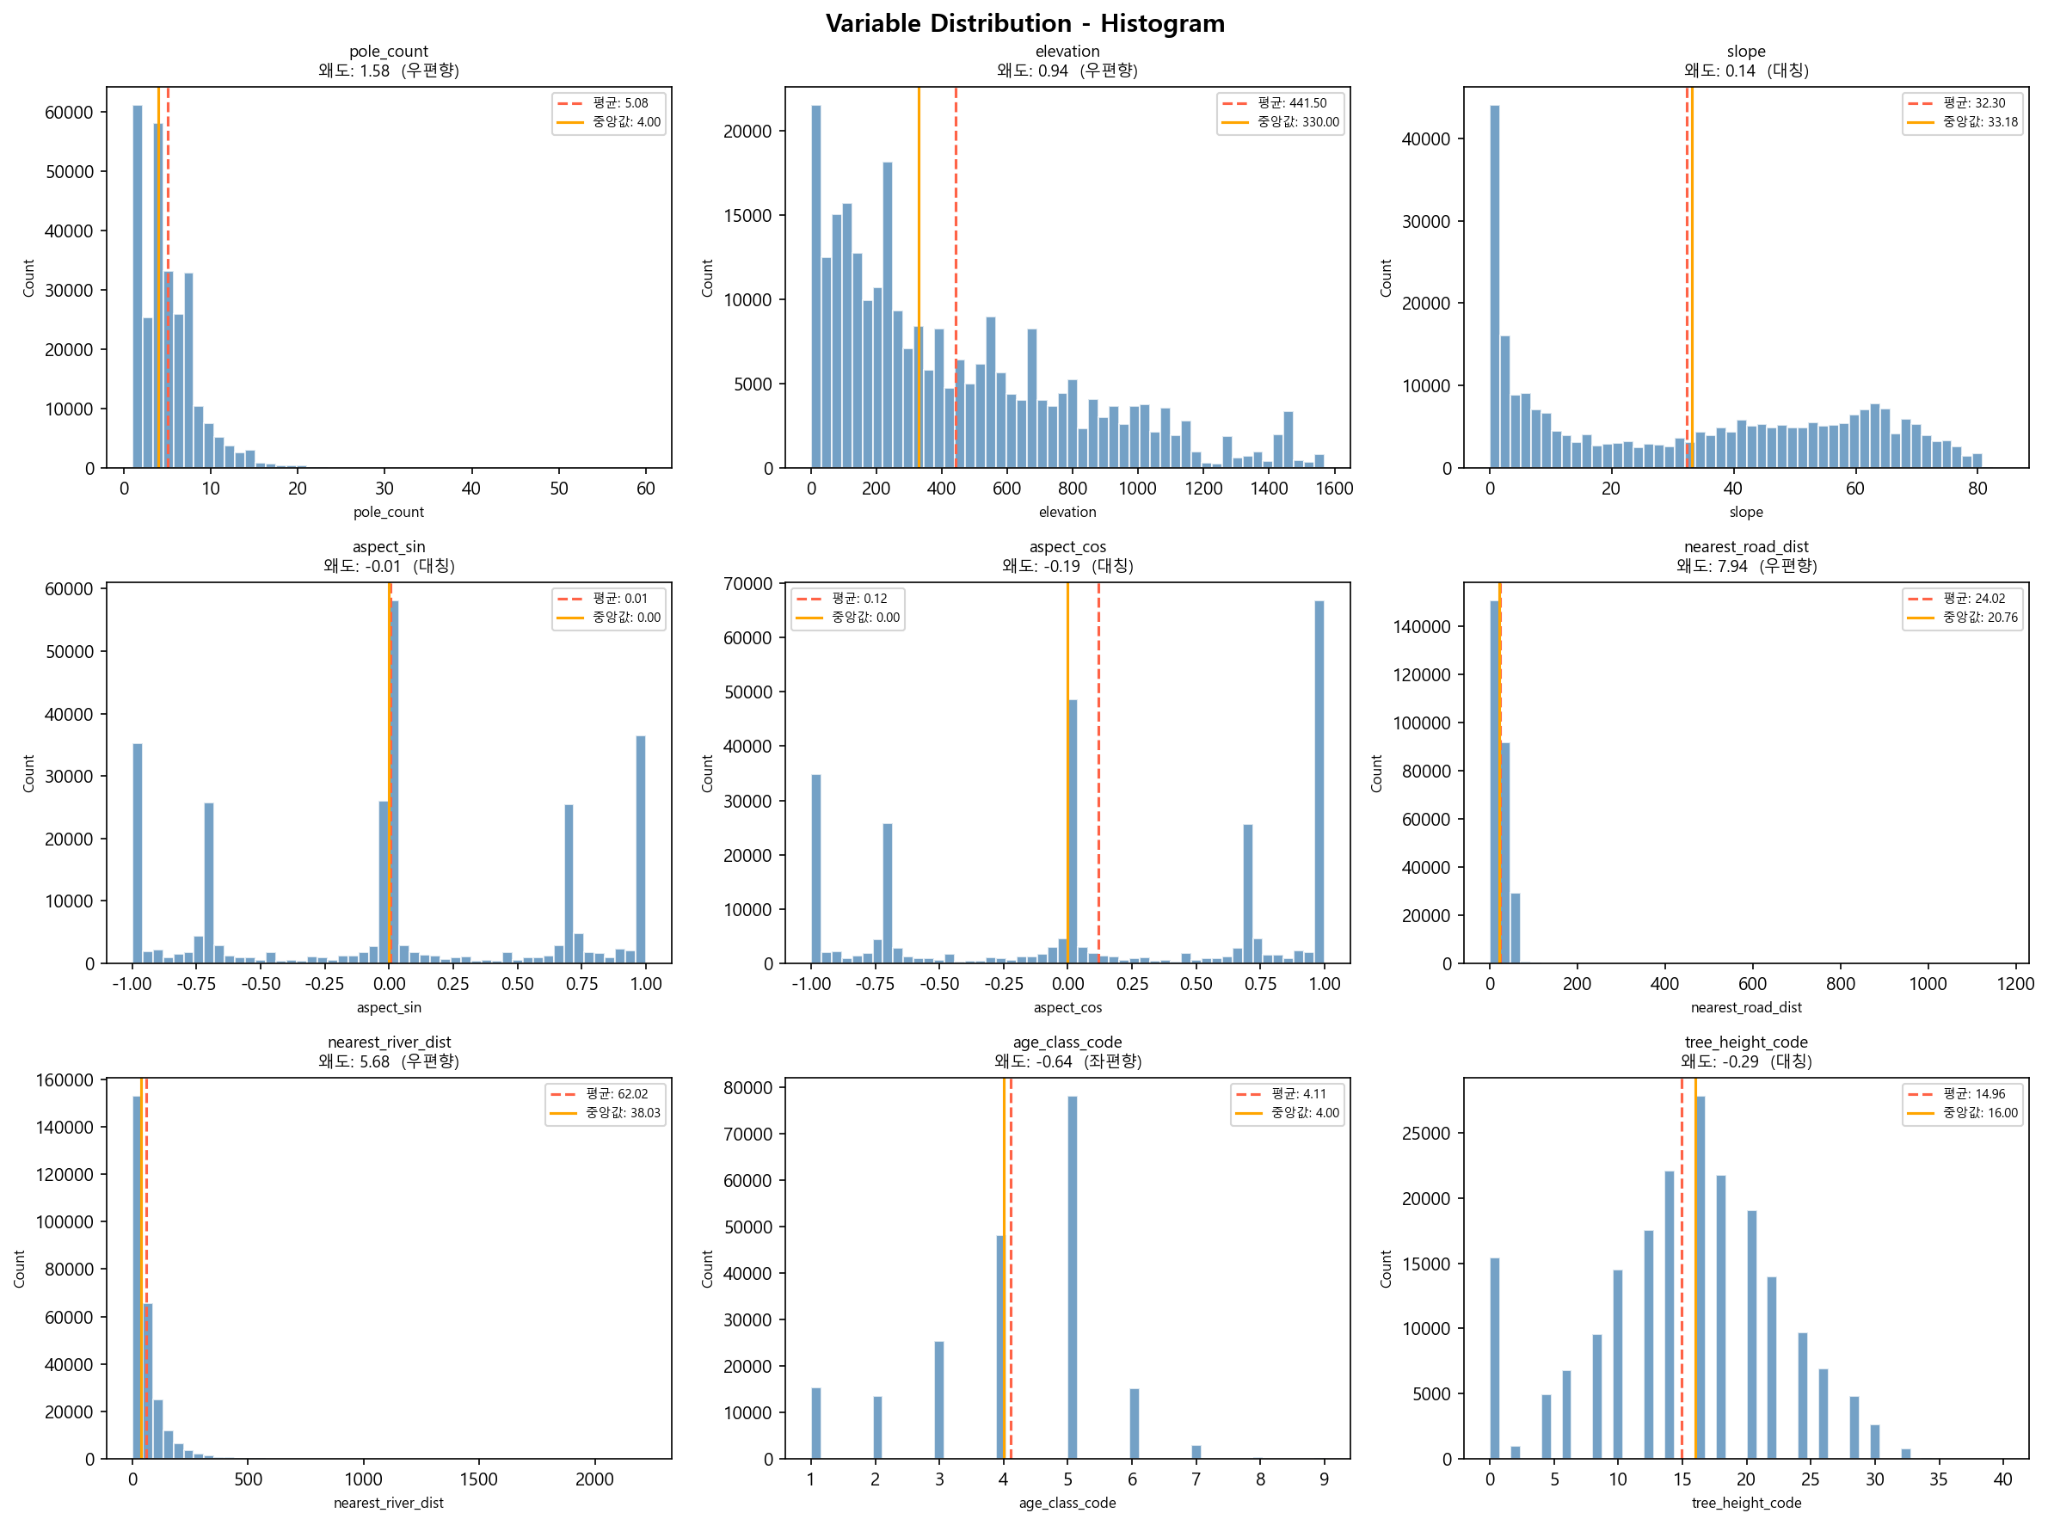 Variable Distribution - Histogram
pole_count
왜도: 1.58 (우편향)
평균: 5.08
중앙값: 4.00
Count
60000
50000
40000
30000
20000
10000
0
0 10 20 30 40 50 60
pole_count
elevation
왜도: 0.94 (우편향)
평균: 441.50
중앙값: 330.00
Count
20000
15000
10000
5000
0
0 200 400 600 800 1000 1200 1400 1600
elevation
slope
왜도: 0.14 (대칭)
평균: 32.30
중앙값: 33.18
Count
40000
30000
20000
10000
0
0 20 40 60 80
slope
aspect_sin
왜도: -0.01 (대칭)
평균: 0.01
중앙값: 0.00
Count
60000
50000
40000
30000
20000
10000
0
-1.00 -0.75 -0.50 -0.25 0.00 0.25 0.50 0.75 1.00
aspect_sin
aspect_cos
왜도: -0.19 (대칭)
평균: 0.12
중앙값: 0.00
Count
70000
60000
50000
40000
30000
20000
10000
0
-1.00 -0.75 -0.50 -0.25 0.00 0.25 0.50 0.75 1.00
aspect_cos
nearest_road_dist
왜도: 7.94 (우편향)
평균: 24.02
중앙값: 20.76
Count
140000
120000
100000
80000
60000
40000
20000
0
0 200 400 600 800 1000 1200
nearest_road_dist
nearest_river_dist
왜도: 5.68 (우편향)
평균: 62.02
중앙값: 38.03
Count
160000
140000
120000
100000
80000
60000
40000
20000
0
0 500 1000 1500 2000
nearest_river_dist
age_class_code
왜도: -0.64 (좌편향)
평균: 4.11
중앙값: 4.00
Count
80000
70000
60000
50000
40000
30000
20000
10000
0
1 2 3 4 5 6 7 8 9
age_class_code
tree_height_code
왜도: -0.29 (대칭)
평균: 14.96
중앙값: 16.00
Count
25000
20000
15000
10000
5000
0
0 5 10 15 20 25 30 35 40
tree_height_code